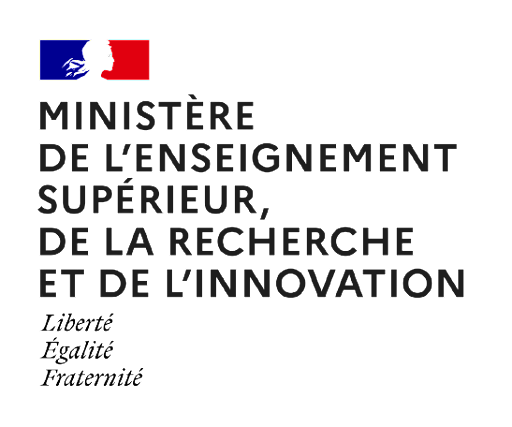 MINISTÈRE
DE L'ENSEIGNEMENT
SUPÉRIEUR,
DE LA RECHERCHE
ET DE L'INNOVATION
Liberté
Égalité
Fraternité